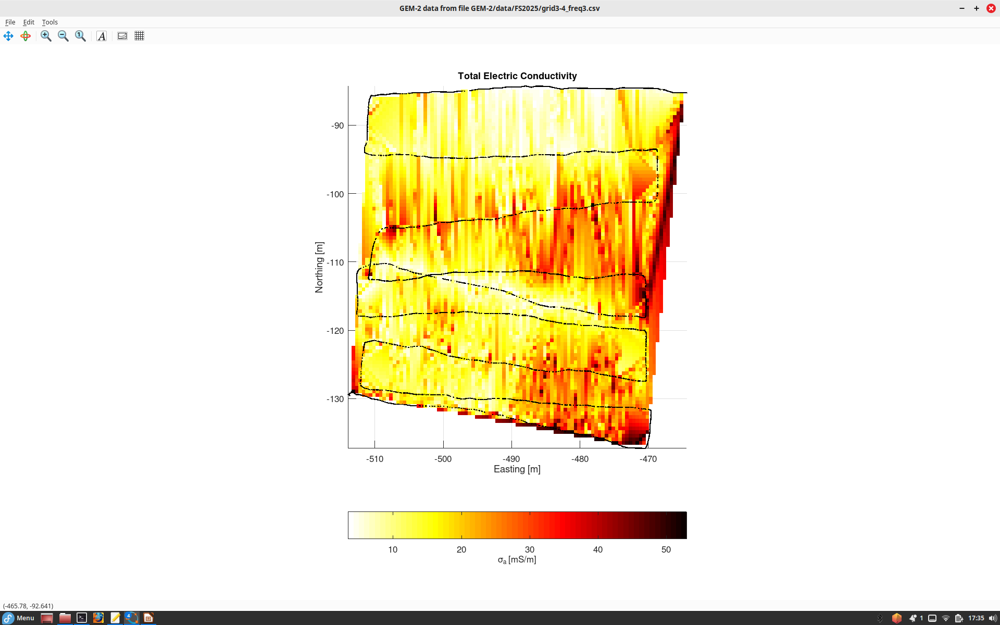 GEM-2 data from file GEM-2/data/FS2025/grid3-4_freq3.csv
File Edit Tools
1 A
Total Electric Conductivity
-90
-100
-110
-120
-130
Northing [m]
-510 -500 -490 -480 -470
Easting [m]
10 20 30 40 50
σa [mS/m]
(-465.78, -92.641)
Menu 4 1 17:35